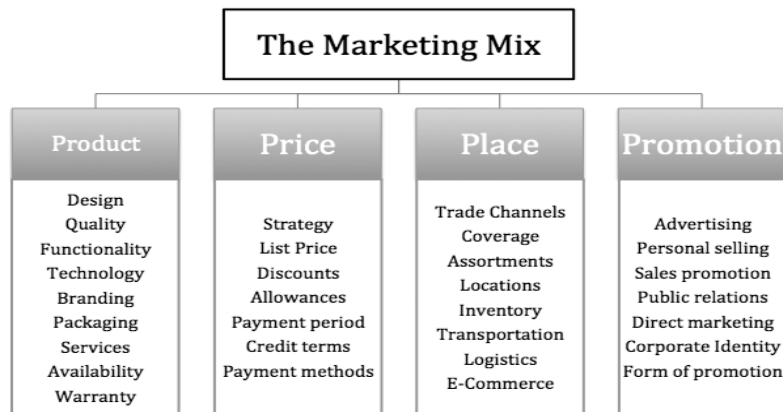 The Marketing Mix
Product
Design
Quality
Functionality
Technology
Branding
Packaging
Services
Availability
Warranty
Price
Strategy
List Price
Discounts
Allowances
Payment period
Credit terms
Payment methods
Place
Trade Channels
Coverage
Assortments
Locations
Inventory
Transportation
Logistics
E-Commerce
Promotion
Advertising
Personal selling
Sales promotion
Public relations
Direct marketing
Corporate Identity
Form of promotion